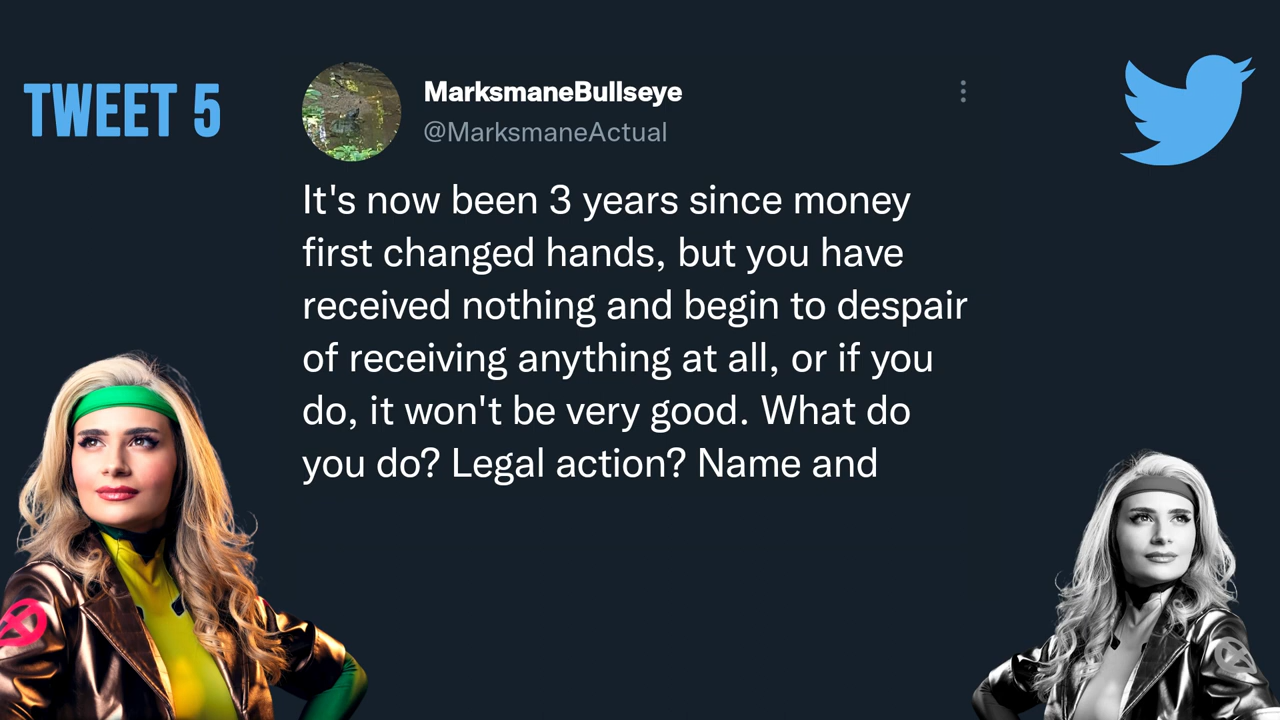 TWEET 5
MarksmaneBullseye
@MarksmaneActual
It's now been 3 years since money
first changed hands, but you have
received nothing and begin to despair
of receiving anything at all, or if you
do, it won't be very good. What do
you do? Legal action? Name and